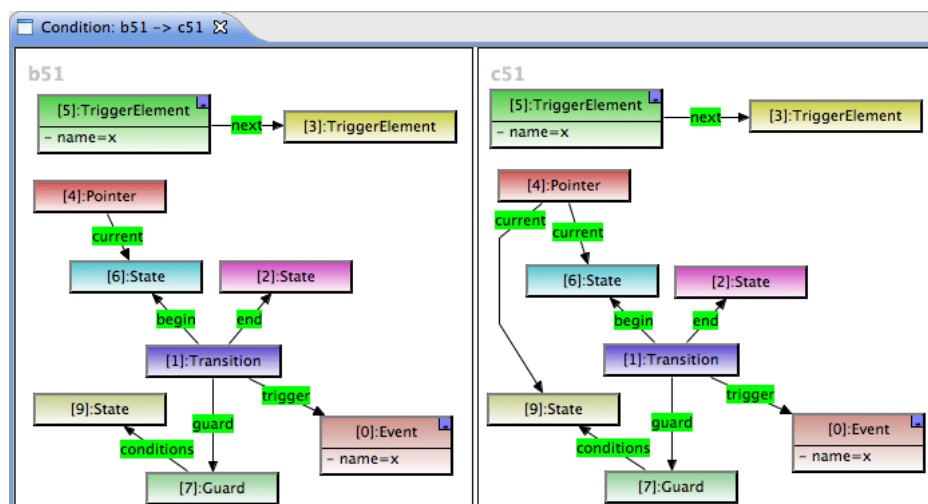 Condition: b51 -> c51
b51
[5]:TriggerElement
- name=x
next
[3]:TriggerElement
[4]:Pointer
current
[6]:State
[2]:State
begin
end
[1]:Transition
[9]:State
guard
trigger
conditions
[0]:Event
- name=x
[7]:Guard
c51
[5]:TriggerElement
- name=x
next
[3]:TriggerElement
[4]:Pointer
current
current
[6]:State
[2]:State
begin
end
[1]:Transition
[9]:State
guard
trigger
conditions
[0]:Event
- name=x
[7]:Guard